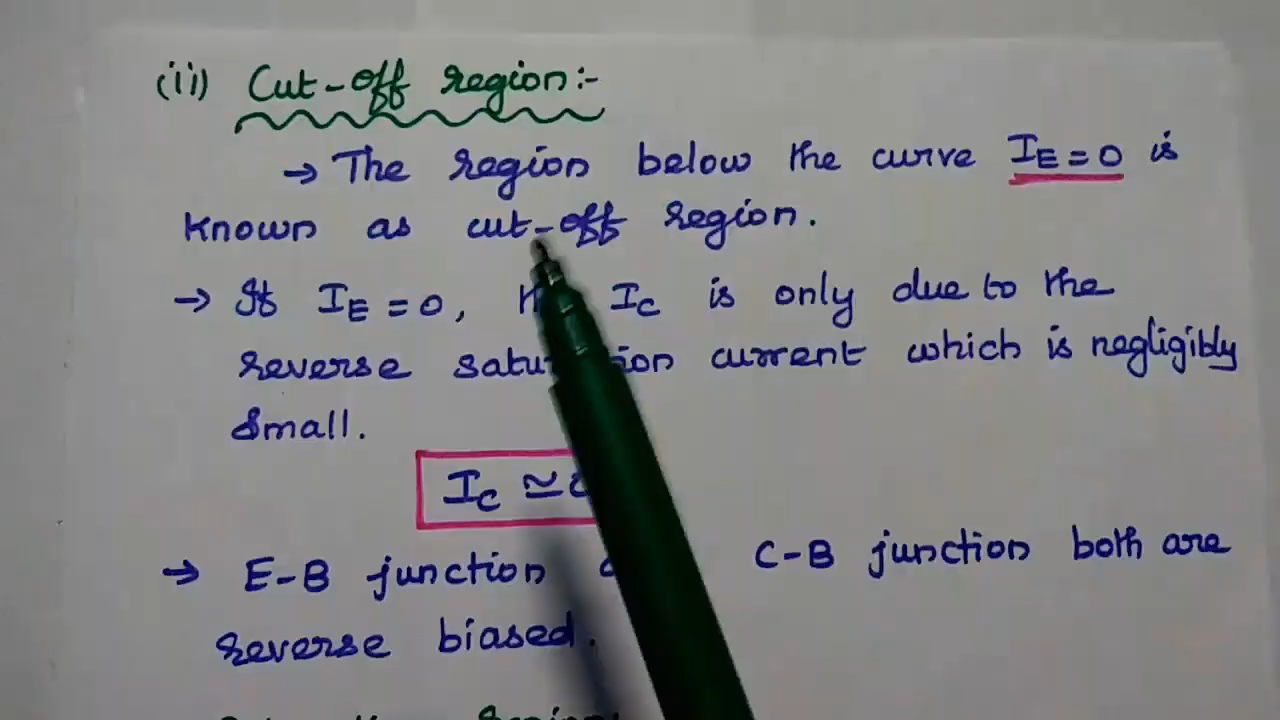 (ii) Cut-off region:-
→ The region below the curve IE = 0 is
known as cut-off region.
→ If IE = 0, IC is only due to the
reverse current which is negligibly
small.
IC ≃
→ E-B junction C-B junction both are
reverse biased.